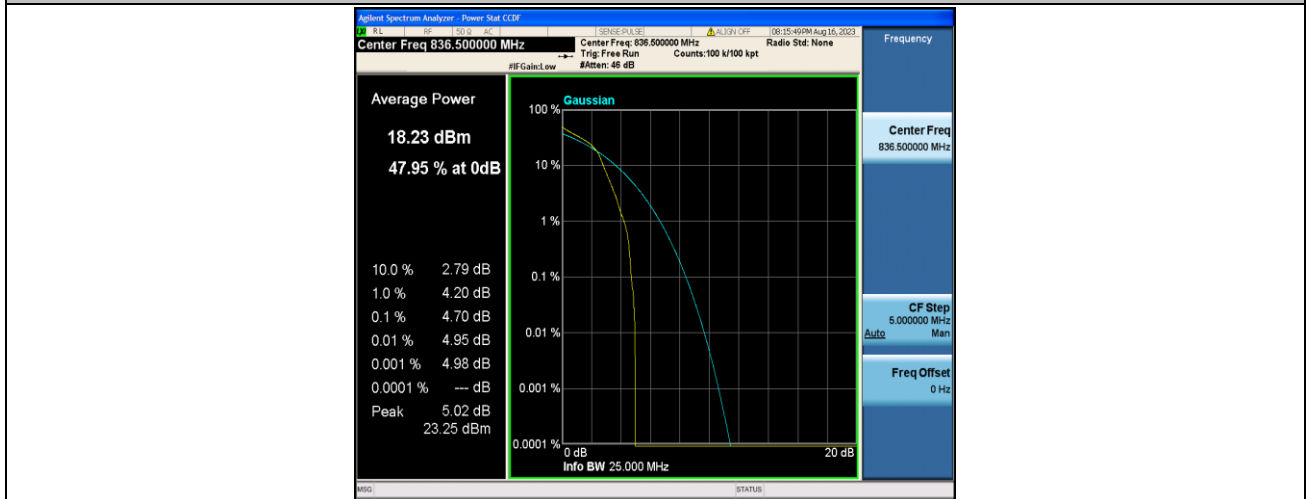 Agilent Spectrum Analyzer - Power Stat CCDF
RL RF 50 Ω AC SENSE:PULSE ALIGN OFF 08:15:49PM Aug 16, 2023
Center Freq 836.500000 MHz
Center Freq: 836.500000 MHz Radio Std: None
Trig: Free Run Counts:100 k/100 kpt
#IFGain:Low #Atten: 46 dB
Frequency
Average Power
18.23 dBm
47.95 % at 0dB
10.0 % 2.79 dB
1.0 % 4.20 dB
0.1 % 4.70 dB
0.01 % 4.95 dB
0.001 % 4.98 dB
0.0001 % --- dB
Peak 5.02 dB
23.25 dBm
Gaussian
100 %
10 %
1 %
0.1 %
0.01 %
0.001 %
0.0001 %
0 dB 20 dB
Info BW 25.000 MHz
Center Freq
836.500000 MHz
CF Step
5.000000 MHz
Auto Man
Freq Offset
0 Hz
MSG STATUS